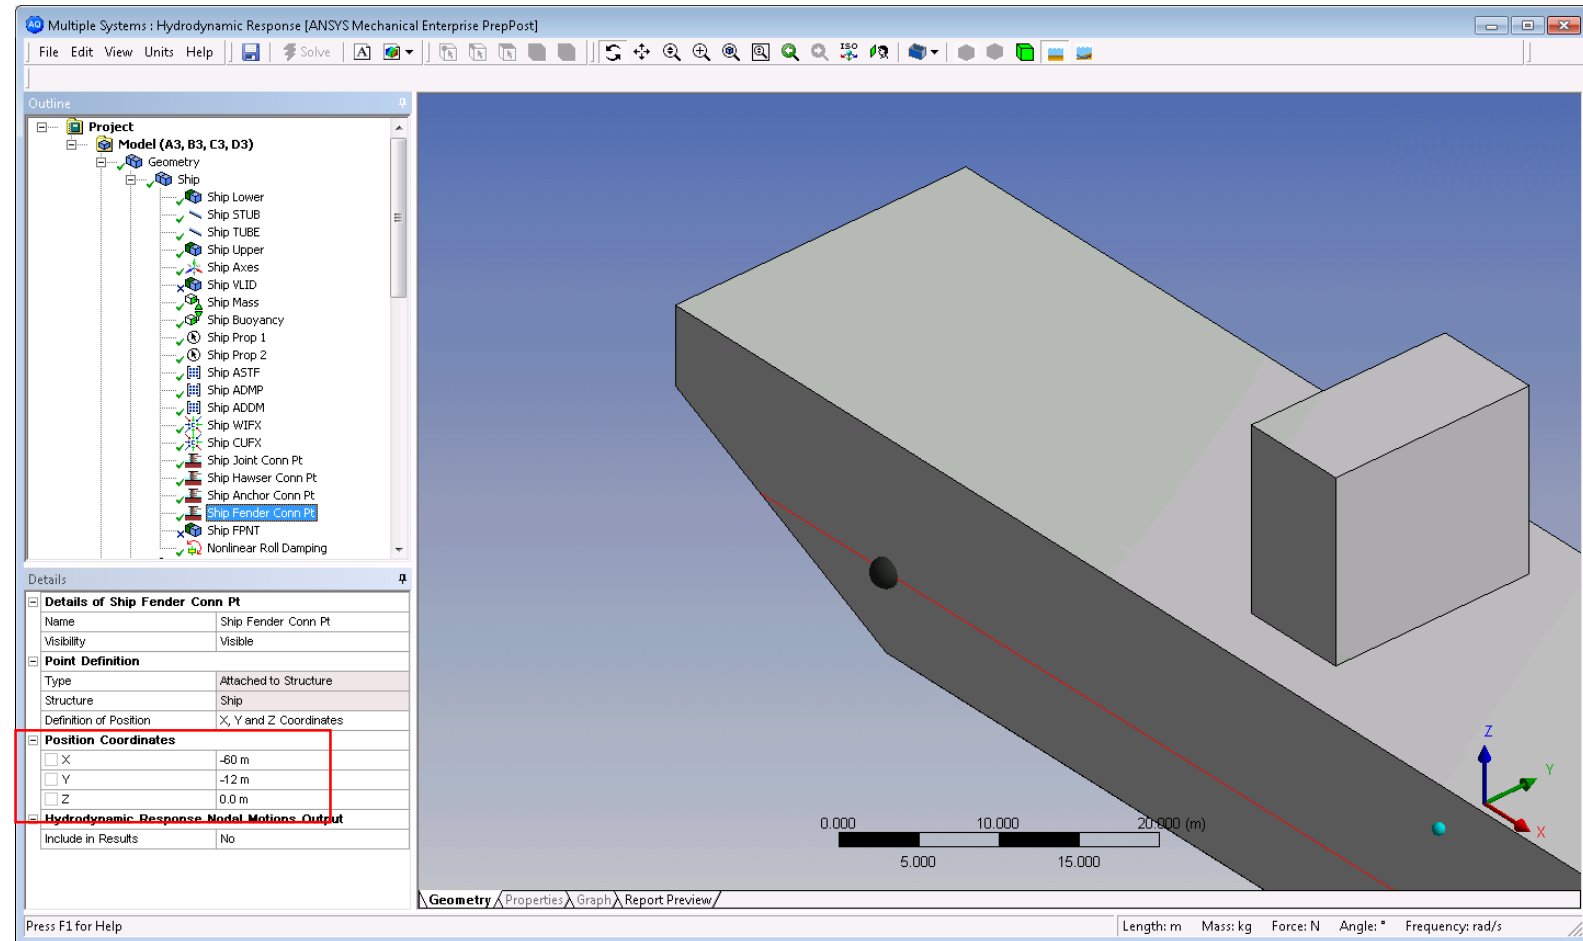 Multiple Systems : Hydrodynamic Response [ANSYS Mechanical Enterprise PrepPost]
File Edit View Units Help Solve
Outline
Project
Model (A3, B3, C3, D3)
Geometry
Ship
Ship Lower
Ship STUB
Ship TUBE
Ship Upper
Ship Axes
Ship VLID
Ship Mass
Ship Buoyancy
Ship Prop 1
Ship Prop 2
Ship ASTF
Ship ADMP
Ship ADDM
Ship WIFX
Ship CUFX
Ship Joint Conn Pt
Ship Hawser Conn Pt
Ship Anchor Conn Pt
Ship Fender Conn Pt
Ship FPNT
Nonlinear Roll Damping
Details
Details of Ship Fender Conn Pt
Name Ship Fender Conn Pt
Visibility Visible
Point Definition
Type Attached to Structure
Structure Ship
Definition of Position X, Y and Z Coordinates
Position Coordinates
X -60 m
Y -12 m
Z 0.0 m
Hydrodynamic Response Nodal Motions Output
Include in Results No
Z
Y
X
0.000 10.000 20.000 (m)
5.000 15.000
Geometry Properties Graph Report Preview
Press F1 for Help Length: m Mass: kg Force: N Angle: ° Frequency: rad/s